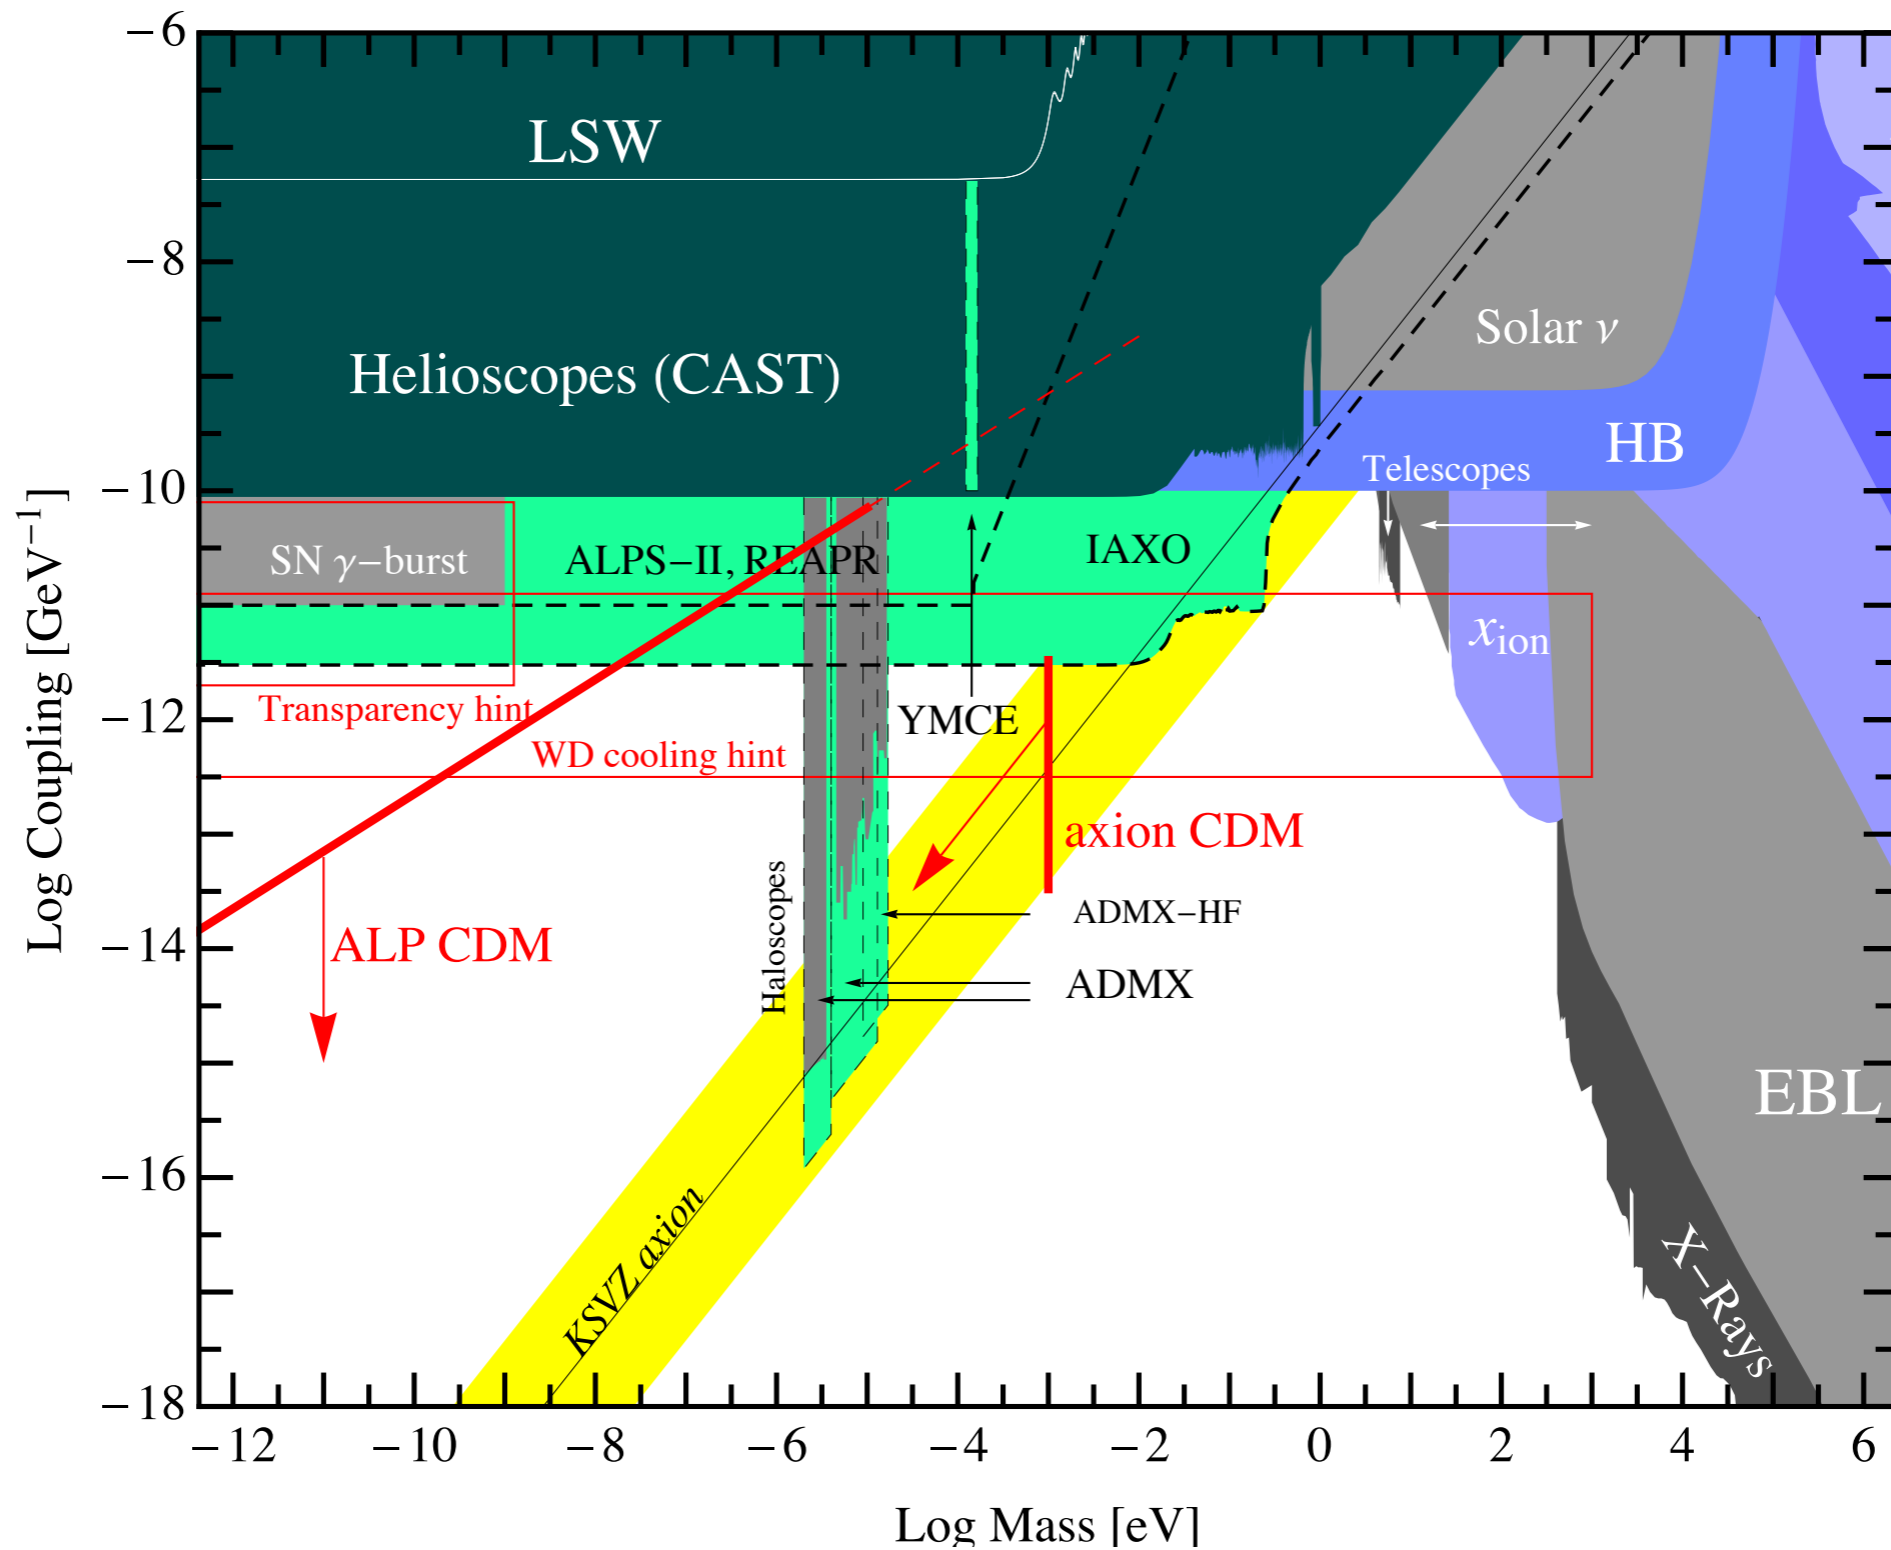 −6
LSW
−8
Solar ν
Helioscopes (CAST)
HB
Telescopes
−10
SN γ−burst
ALPS−II, REAPR
IAXO
x_ion
Transparency hint
YMCE
−12
WD cooling hint
axion CDM
Haloscopes
ADMX−HF
−14
ALP CDM
ADMX
EBL
−16
KSVZ axion
X−Rays
−18
−12 −10 −8 −6 −4 −2 0 2 4 6
Log Mass [eV]
Log Coupling [GeV⁻¹]